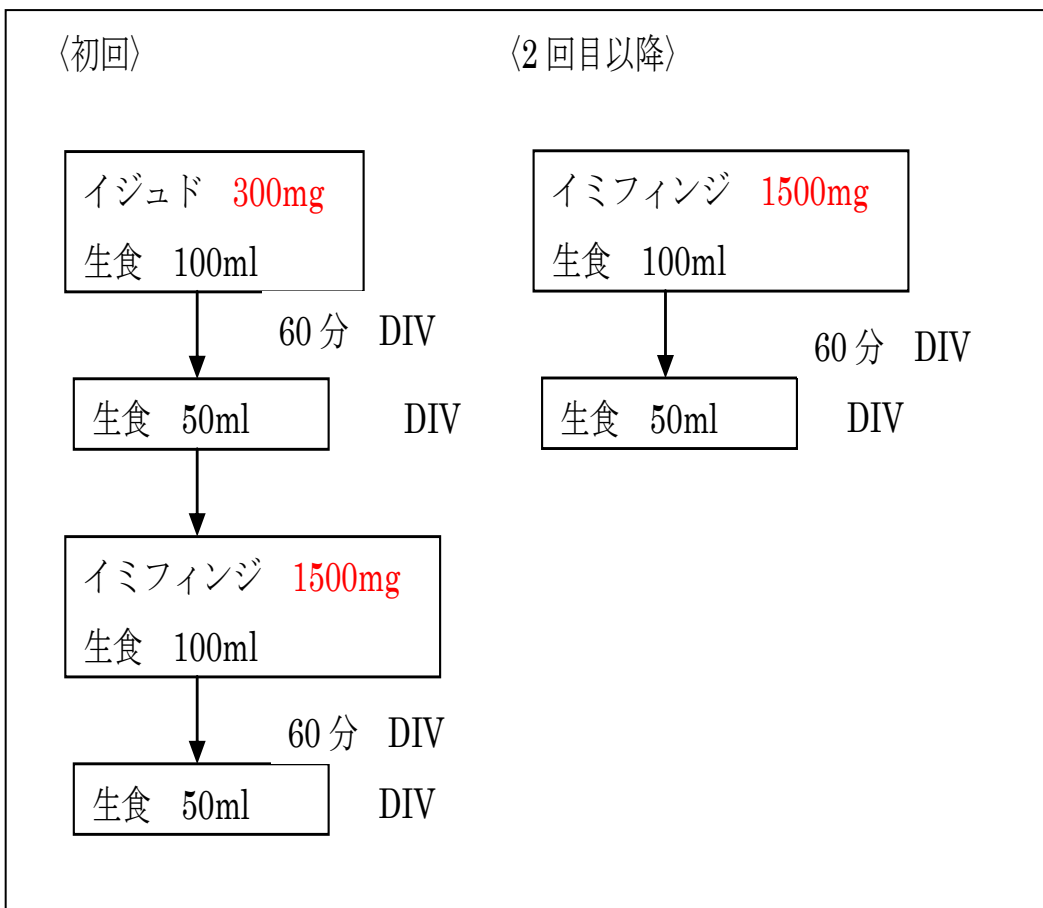 〈初回〉
イジュド 300mg
生食 100ml
60分 DIV
生食 50ml DIV
イミフィンジ 1500mg
生食 100ml
60分 DIV
生食 50ml DIV
〈2回目以降〉
イミフィンジ 1500mg
生食 100ml
60分 DIV
生食 50ml DIV